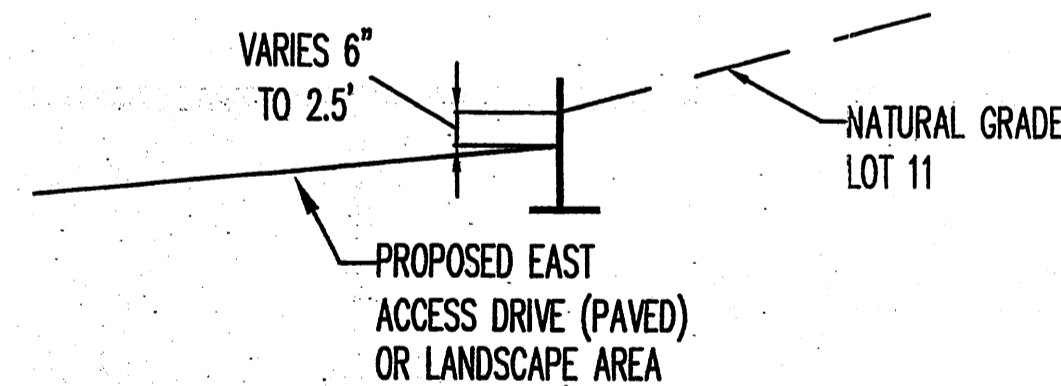 VARIES 6"
TO 2.5'
NATURAL GRADE
LOT 11
PROPOSED EAST
ACCESS DRIVE (PAVED)
OR LANDSCAPE AREA